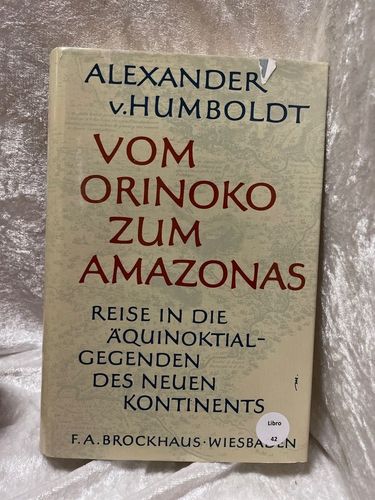 ALEXANDER
v. HUMBOLDT
VOM
ORINOKO
ZUM
AMAZONAS
REISE IN DIE
ÄQUINOKTIAL-
GEGENDEN
DES NEUEN
KONTINENTS
Libro
42
F. A. BROCKHAUS · WIESBADEN